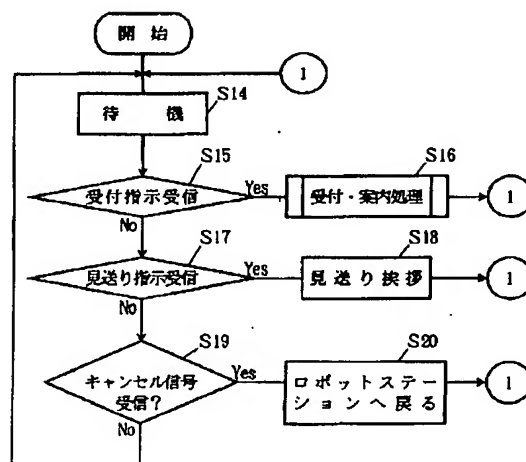 開始
1
S14
待機
S15
受付指示受信
Yes
No
S16
受付・案内処理
1
S17
見送り指示受信
Yes
No
S18
見送り挨拶
1
S19
キャンセル信号
受信?
Yes
No
S20
ロボットステー
ションへ戻る
1